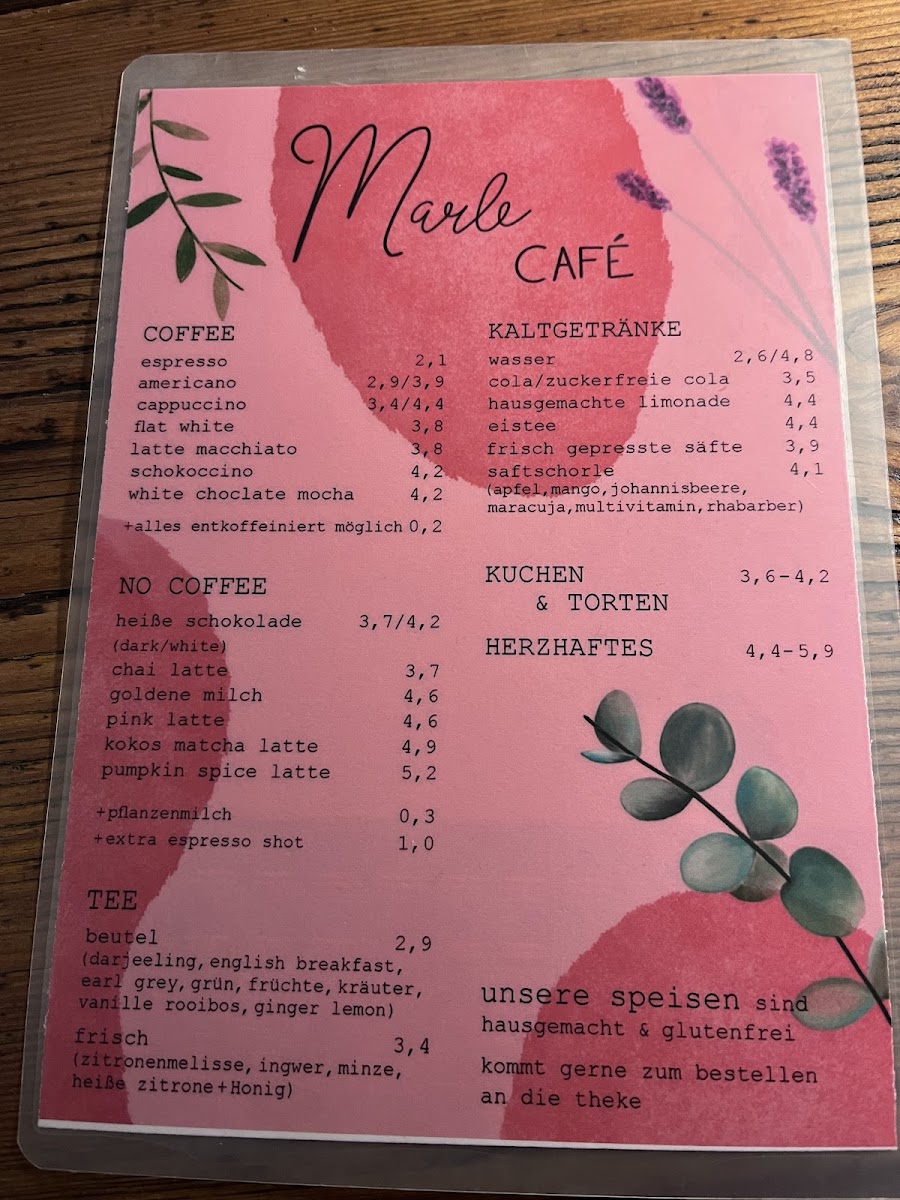 Marle
CAFÉ
COFFEE
espresso 2,1
americano 2,9/3,9
cappuccino 3,4/4,4
flat white 3,8
latte macchiato 3,8
schokoccino 4,2
white choclate mocha 4,2
+alles entkoffeiniert möglich 0,2
NO COFFEE
heiße schokolade 3,7/4,2
(dark/white)
chai latte 3,7
goldene milch 4,6
pink latte 4,6
kokos matcha latte 4,9
pumpkin spice latte 5,2
+pflanzenmilch 0,3
+extra espresso shot 1,0
TEE
beutel 2,9
(darjeeling,english breakfast,
earl grey,grün,früchte,kräuter,
vanille rooibos,ginger lemon)
frisch 3,4
(zitronenmelisse,ingwer,minze,
heiße zitrone+Honig)
KALTGETRÄNKE
wasser 2,6/4,8
cola/zuckerfreie cola 3,5
hausgemachte limonade 4,4
eistee 4,4
frisch gepresste säfte 3,9
saftschorle 4,1
(apfel,mango,johannisbeere,
maracuja,multivitamin,rhabarber)
KUCHEN 3,6-4,2
& TORTEN
HERZHAFTES 4,4-5,9
unsere speisen sind
hausgemacht & glutenfrei
kommt gerne zum bestellen
an die theke